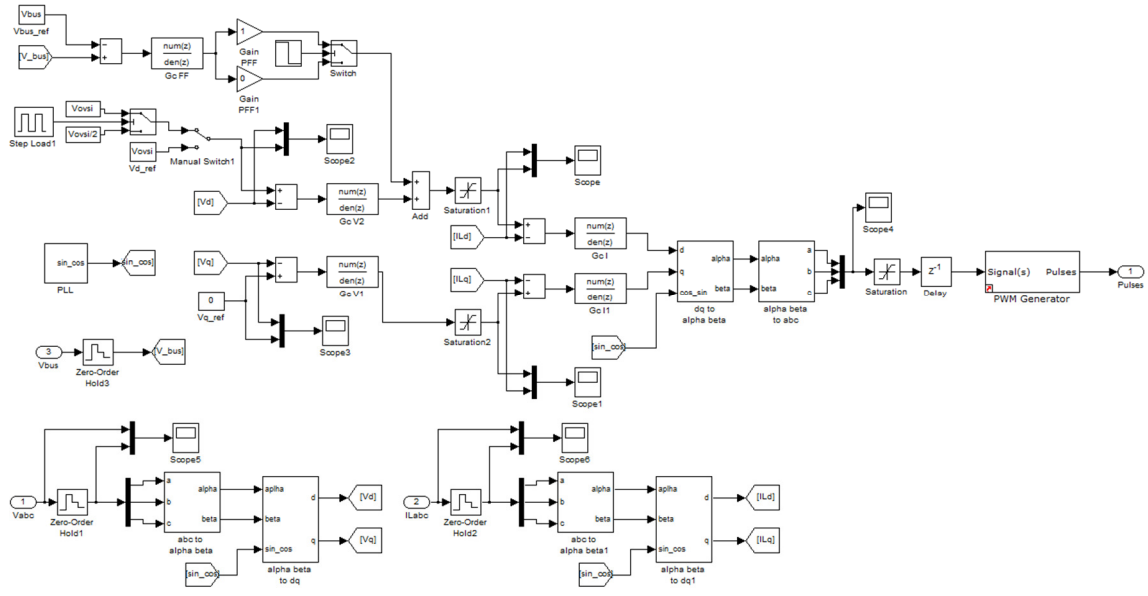 Vbus
Vbus_ref
[V_bus]
num(z)
den(z)
Gc FF
1
Gain
PFF
0
Gain
PFF1
Switch
Step Load1
Vovsi
Vovsi/2
Vovsi
Vd_ref
Manual Switch1
Scope2
[Vd]
num(z)
den(z)
Gc V2
Add
Saturation1
Scope
[ILd]
num(z)
den(z)
Gc I
sin_cos
PLL
sin_cos]
[Vq]
0
Vq_ref
num(z)
den(z)
Gc V1
Scope3
Saturation2
[ILq]
num(z)
den(z)
Gc I1
Scope1
d
q
cos_sin
alpha
beta
dq to
alpha beta
[sin_cos]
alpha
beta
a
b
c
alpha beta
to abc
Scope4
Saturation
z-1
Delay
Signal(s)
Pulses
PWM Generator
1
Pulses
3
Vbus
Zero-Order
Hold3
[V_bus]
1
Vabc
Zero-Order
Hold1
Scope5
a
b
c
alpha
beta
abc to
alpha beta
[sin_cos]
aplha
beta
sin_cos
d
q
alpha beta
to dq
[Vd]
[Vq]
2
ILabc
Zero-Order
Hold2
Scope6
a
b
c
alpha
beta
abc to
alpha beta1
[sin_cos]
aplha
beta
sin_cos
d
q
alpha beta
to dq1
[ILd]
[ILq]